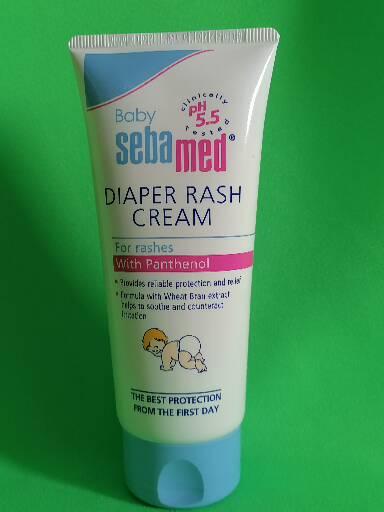 Baby
clinically
pH
5.5
tested
sebamed®
DIAPER RASH
CREAM
For rashes
With Panthenol
• Provides reliable protection and relief
• Formula with Wheat Bran extract
helps to soothe and counteract
irritation
THE BEST PROTECTION
FROM THE FIRST DAY